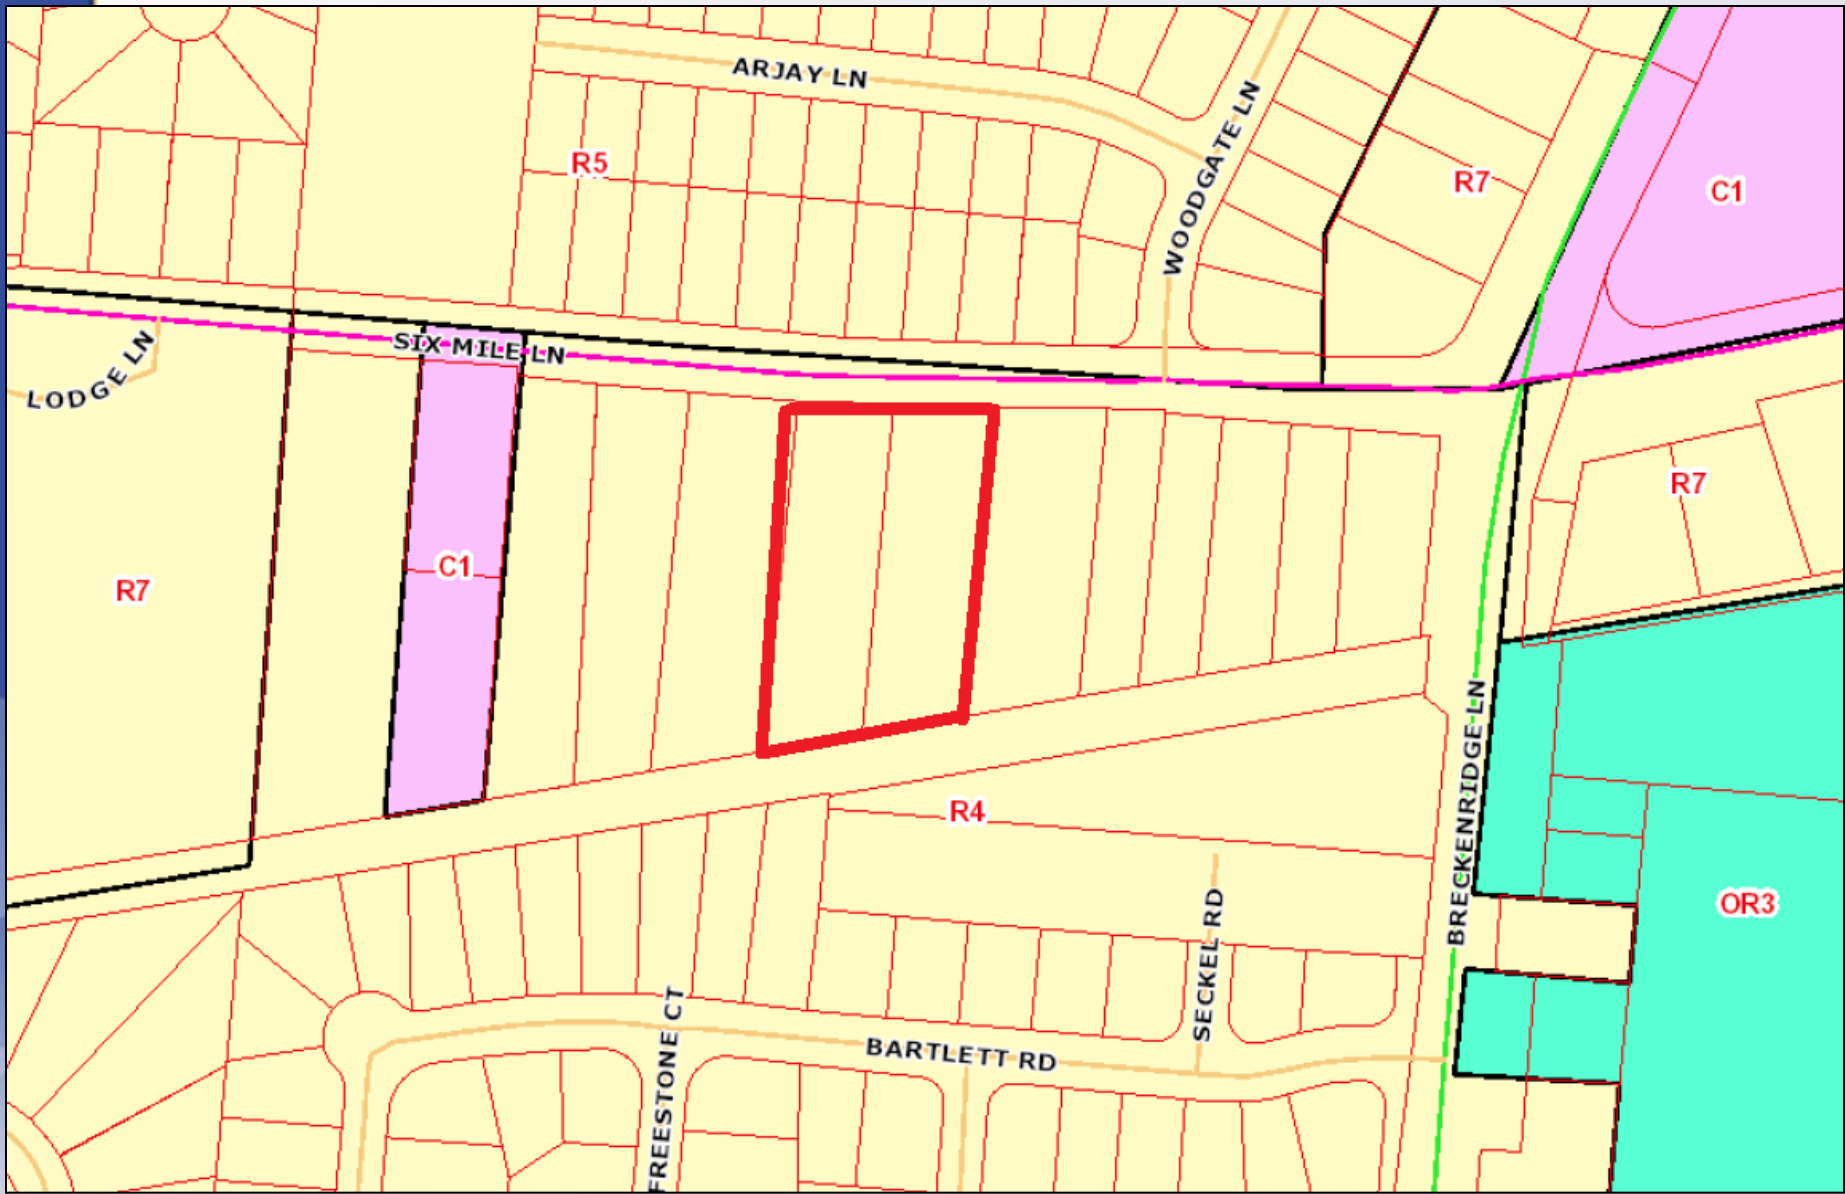 ARJAY LN
R5
WOODGATE LN
R7
C1
SIX MILE LN
LODGE LN
R7
C1
R7
R4
BRECKENRIDGE LN
OR3
SECKEL RD
FREESTONE CT
BARTLETT RD